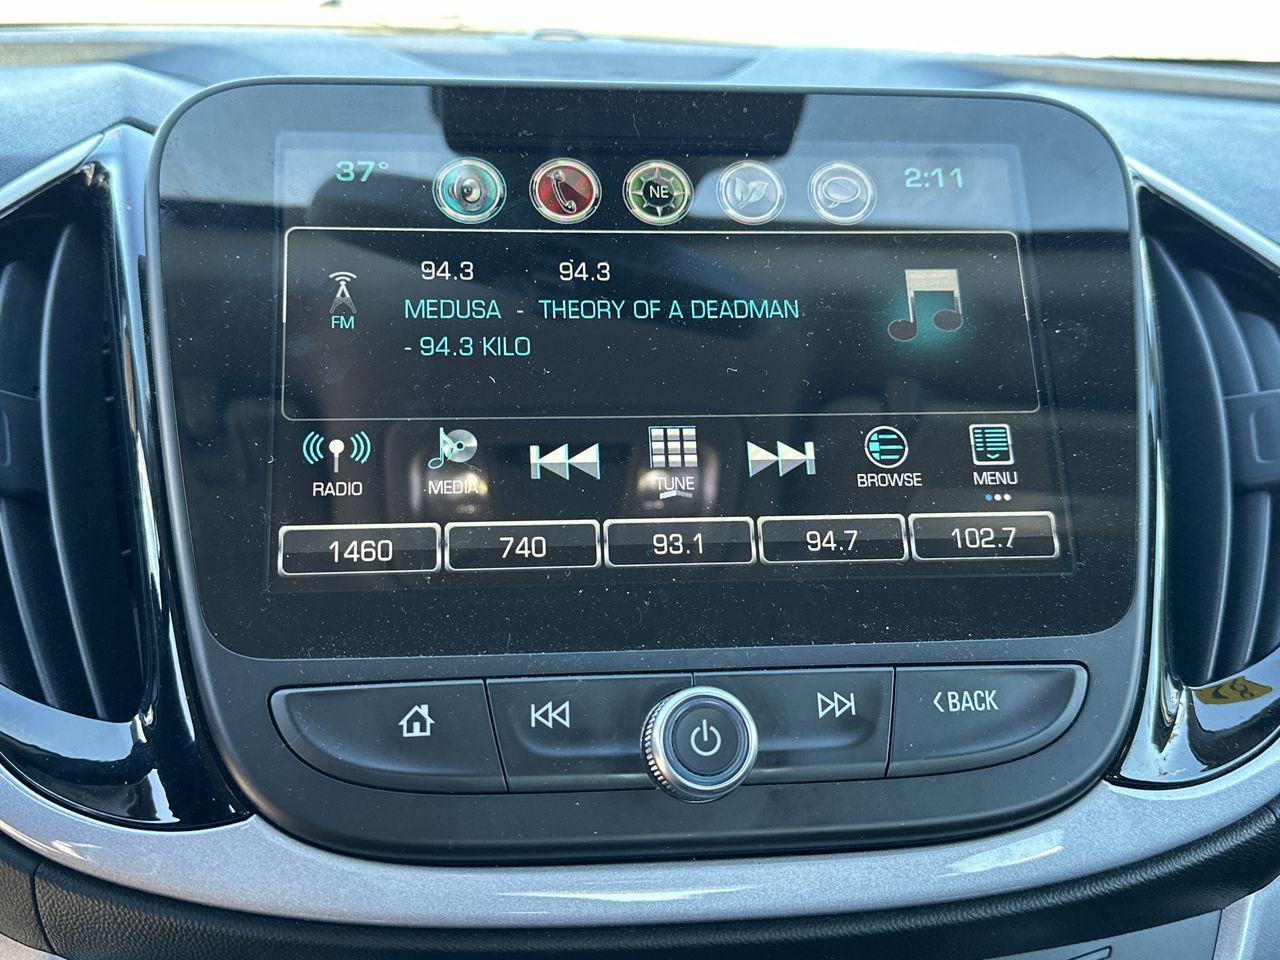 37° NE 2:11
94.3 94.3
FM MEDUSA - THEORY OF A DEADMAN
- 94.3 KILO
RADIO MEDIA TUNE BROWSE MENU
1460 740 93.1 94.7 102.7
BACK